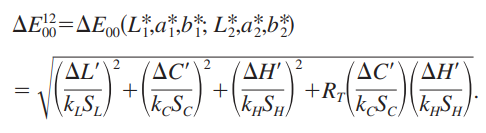 ΔE₀₀¹²=ΔE₀₀(L₁*,a₁*,b₁*; L₂*,a₂*,b₂*)
= √((ΔL′/(k_L S_L))² + (ΔC′/(k_C S_C))² + (ΔH′/(k_H S_H))² + R_T(ΔC′/(k_C S_C))(ΔH′/(k_H S_H))).